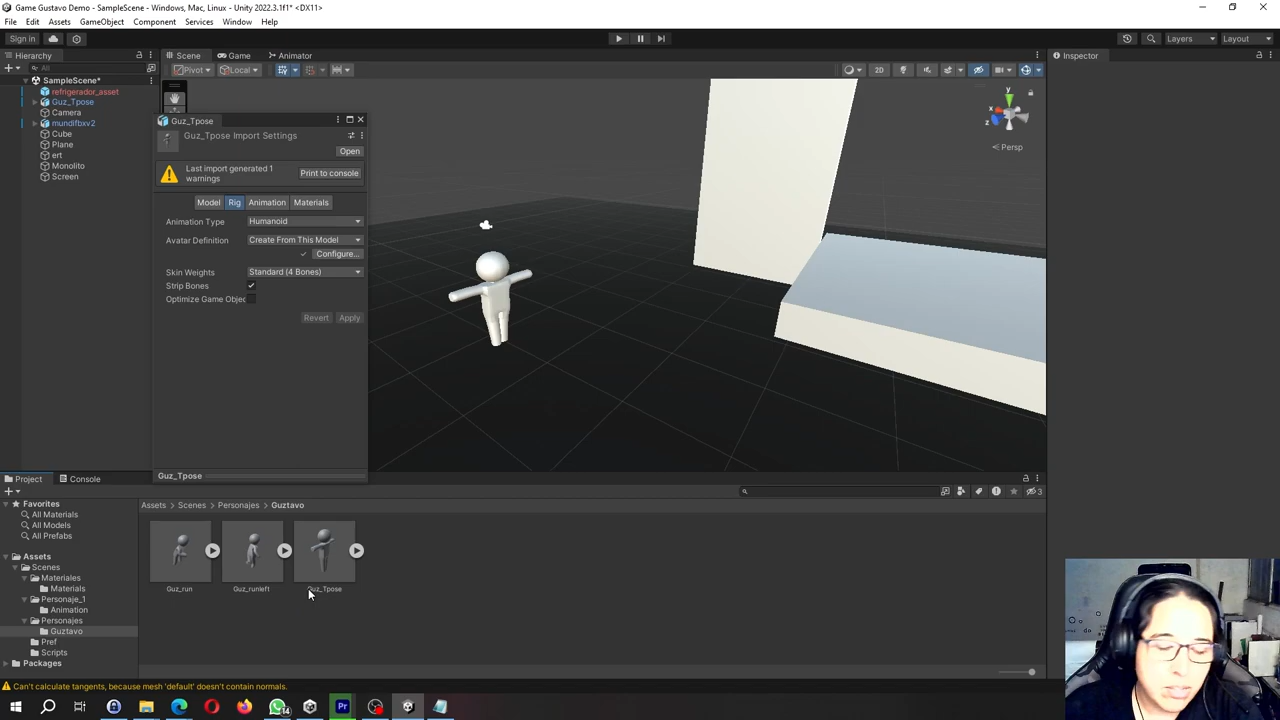 Game Gustavo Demo - SampleScene - Windows, Mac, Linux - Unity 2022.3.1f1* <DX11>
File Edit Assets GameObject Component Services Window Help
Sign in Layers Layout
Hierarchy Scene Game Animator Inspector
All Pivot Local 2D
SampleScene*
refrigerador_asset
Guz_Tpose
Camera
mundifbxv2
Cube
Plane
ert
Monolito
Screen
Guz_Tpose
Guz_Tpose Import Settings
Open
Last import generated 1
warnings
Print to console
Model Rig Animation Materials
Animation Type Humanoid
Avatar Definition Create From This Model
Configure...
Skin Weights Standard (4 Bones)
Strip Bones
Optimize Game Objec
Revert Apply
Guz_Tpose
y
x
z
Persp
Project Console
3
Favorites
All Materials
All Models
All Prefabs
Assets
Scenes
Materiales
Materials
Personaje_1
Animation
Personajes
Guztavo
Pref
Scripts
Packages
Assets Scenes Personajes Guztavo
Guz_run Guz_runleft Guz_Tpose
Can't calculate tangents, because mesh 'default' doesn't contain normals.
14
Pr